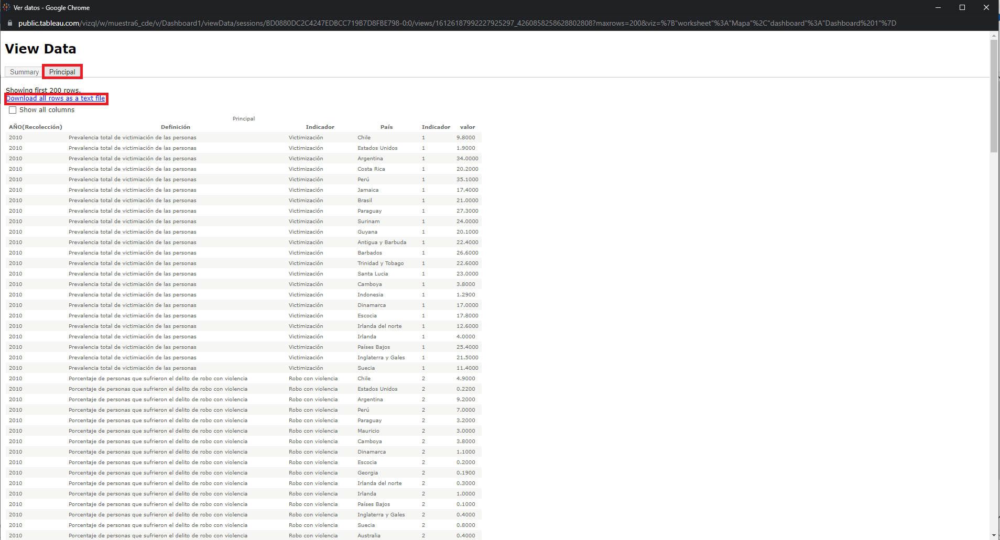 Ver datos - Google Chrome
public.tableau.com/vizql/w/muestra6_cde/v/Dashboard1/viewData/sessions/BD0880DC2C4247EDBCC719B7D8FBE798-0:0/views/16126187992227925297_4260858258628802808?maxrows=200&viz=%7B"worksheet"%3A"Mapa"%2C"dashboard"%3A"Dashboard%201"%7D
View Data
Summary Principal
Showing first 200 rows.
Download all rows as a text file
Show all columns
Principal
AÑO(Recolección) Definición Indicador País Indicador valor
2010 Prevalencia total de victimiación de las personas Victimización Chile 1 9.8000
2010 Prevalencia total de victimiación de las personas Victimización Estados Unidos 1 1.9000
2010 Prevalencia total de victimiación de las personas Victimización Argentina 1 34.0000
2010 Prevalencia total de victimiación de las personas Victimización Costa Rica 1 20.2000
2010 Prevalencia total de victimiación de las personas Victimización Perú 1 35.1000
2010 Prevalencia total de victimiación de las personas Victimización Jamaica 1 17.4000
2010 Prevalencia total de victimiación de las personas Victimización Brasil 1 21.0000
2010 Prevalencia total de victimiación de las personas Victimización Paraguay 1 27.3000
2010 Prevalencia total de victimiación de las personas Victimización Surinam 1 24.0000
2010 Prevalencia total de victimiación de las personas Victimización Guyana 1 20.1000
2010 Prevalencia total de victimiación de las personas Victimización Antigua y Barbuda 1 22.4000
2010 Prevalencia total de victimiación de las personas Victimización Barbados 1 26.6000
2010 Prevalencia total de victimiación de las personas Victimización Trinidad y Tobago 1 22.6000
2010 Prevalencia total de victimiación de las personas Victimización Santa Lucia 1 23.0000
2010 Prevalencia total de victimiación de las personas Victimización Camboya 1 3.8000
2010 Prevalencia total de victimiación de las personas Victimización Indonesia 1 1.2900
2010 Prevalencia total de victimiación de las personas Victimización Dinamarca 1 17.0000
2010 Prevalencia total de victimiación de las personas Victimización Escocia 1 17.8000
2010 Prevalencia total de victimiación de las personas Victimización Irlanda del norte 1 12.6000
2010 Prevalencia total de victimiación de las personas Victimización Irlanda 1 4.0000
2010 Prevalencia total de victimiación de las personas Victimización Países Bajos 1 25.4000
2010 Prevalencia total de victimiación de las personas Victimización Inglaterra y Gales 1 21.5000
2010 Prevalencia total de victimiación de las personas Victimización Suecia 1 11.4000
2010 Porcentaje de personas que sufrieron el delito de robo con violencia Robo con violencia Chile 2 4.9000
2010 Porcentaje de personas que sufrieron el delito de robo con violencia Robo con violencia Estados Unidos 2 0.2200
2010 Porcentaje de personas que sufrieron el delito de robo con violencia Robo con violencia Argentina 2 9.2000
2010 Porcentaje de personas que sufrieron el delito de robo con violencia Robo con violencia Perú 2 7.0000
2010 Porcentaje de personas que sufrieron el delito de robo con violencia Robo con violencia Paraguay 2 3.2000
2010 Porcentaje de personas que sufrieron el delito de robo con violencia Robo con violencia Mauricio 2 3.0000
2010 Porcentaje de personas que sufrieron el delito de robo con violencia Robo con violencia Camboya 2 3.8000
2010 Porcentaje de personas que sufrieron el delito de robo con violencia Robo con violencia Dinamarca 2 1.1000
2010 Porcentaje de personas que sufrieron el delito de robo con violencia Robo con violencia Escocia 2 0.2000
2010 Porcentaje de personas que sufrieron el delito de robo con violencia Robo con violencia Georgia 2 0.1900
2010 Porcentaje de personas que sufrieron el delito de robo con violencia Robo con violencia Irlanda del norte 2 0.3000
2010 Porcentaje de personas que sufrieron el delito de robo con violencia Robo con violencia Irlanda 2 1.0000
2010 Porcentaje de personas que sufrieron el delito de robo con violencia Robo con violencia Países Bajos 2 0.1000
2010 Porcentaje de personas que sufrieron el delito de robo con violencia Robo con violencia Inglaterra y Gales 2 0.4000
2010 Porcentaje de personas que sufrieron el delito de robo con violencia Robo con violencia Suecia 2 0.8000
2010 Porcentaje de personas que sufrieron el delito de robo con violencia Robo con violencia Australia 2 0.4000